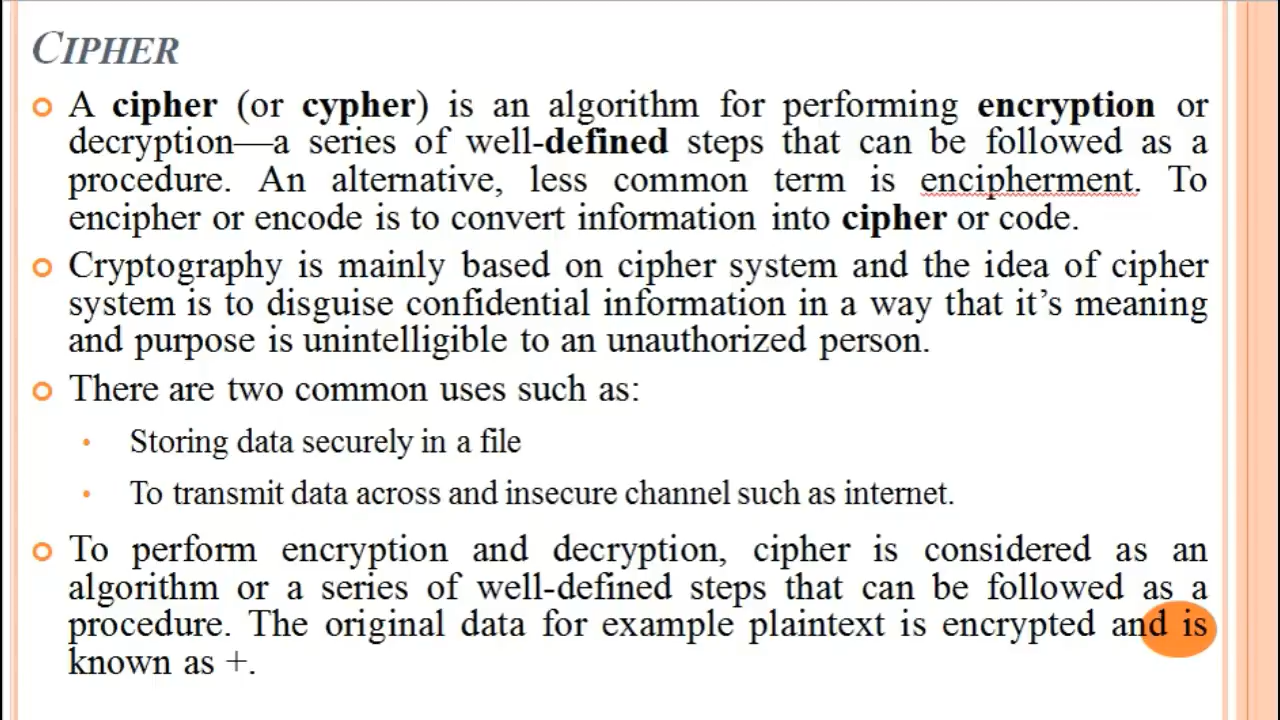 CIPHER
A cipher (or cypher) is an algorithm for performing encryption or
decryption—a series of well-defined steps that can be followed as a
procedure. An alternative, less common term is encipherment. To
encipher or encode is to convert information into cipher or code.
Cryptography is mainly based on cipher system and the idea of cipher
system is to disguise confidential information in a way that it’s meaning
and purpose is unintelligible to an unauthorized person.
There are two common uses such as:
• Storing data securely in a file
• To transmit data across and insecure channel such as internet.
To perform encryption and decryption, cipher is considered as an
algorithm or a series of well-defined steps that can be followed as a
procedure. The original data for example plaintext is encrypted and is
known as +.